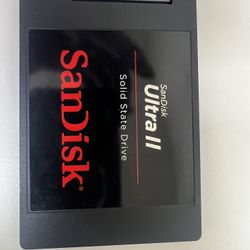 SanDisk
Ultra II
Solid State Drive
SanDisk